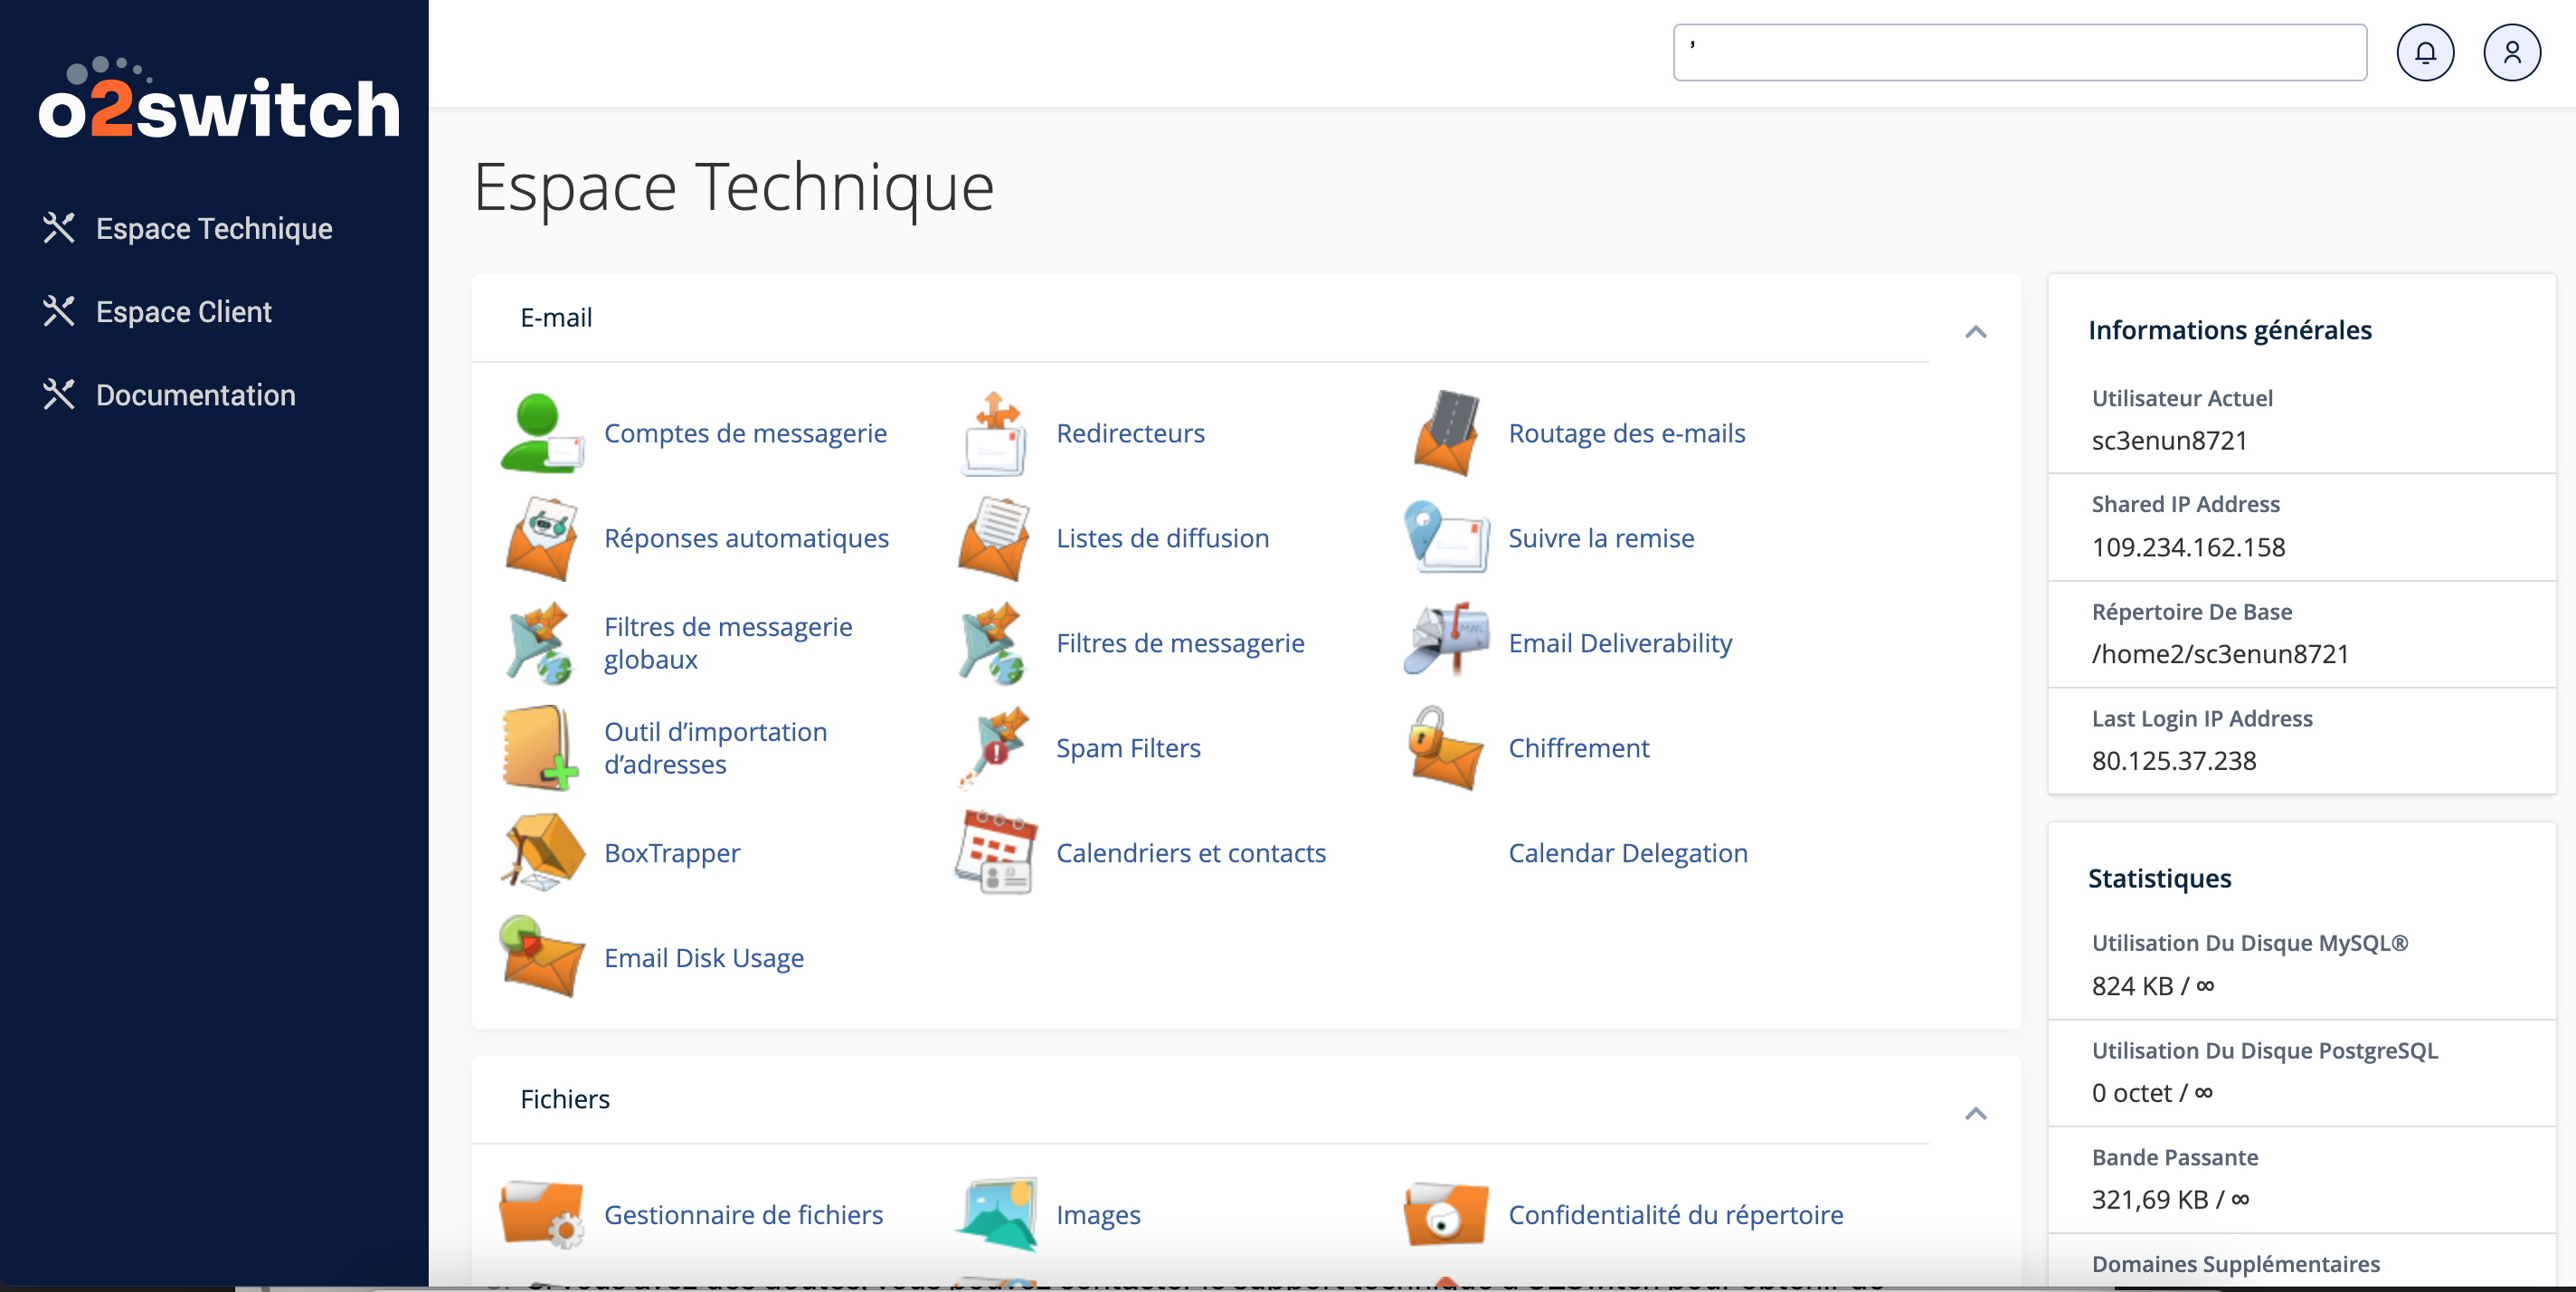 o2switch
Espace Technique
Espace Client
Documentation
,
Espace Technique
E-mail
Comptes de messagerie
Redirecteurs
Routage des e-mails
Réponses automatiques
Listes de diffusion
Suivre la remise
Filtres de messagerie
globaux
Filtres de messagerie
Email Deliverability
Outil d’importation
d’adresses
Spam Filters
Chiffrement
BoxTrapper
Calendriers et contacts
Calendar Delegation
Email Disk Usage
Fichiers
Gestionnaire de fichiers
Images
Confidentialité du répertoire
Informations générales
Utilisateur Actuel
sc3enun8721
Shared IP Address
109.234.162.158
Répertoire De Base
/home2/sc3enun8721
Last Login IP Address
80.125.37.238
Statistiques
Utilisation Du Disque MySQL®
824 KB / ∞
Utilisation Du Disque PostgreSQL
0 octet / ∞
Bande Passante
321,69 KB / ∞
Domaines Supplémentaires